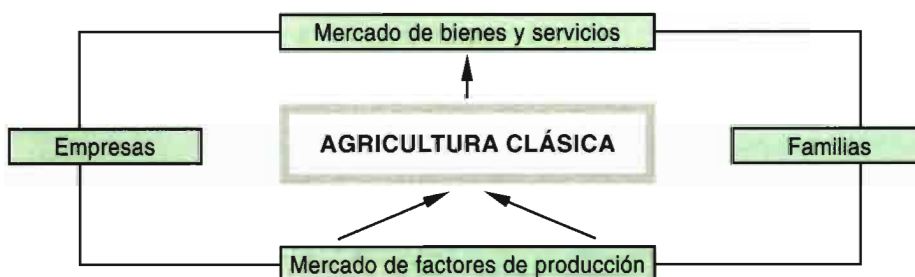 Mercado de bienes y servicios
Empresas
AGRICULTURA CLÁSICA
Familias
Mercado de factores de producción